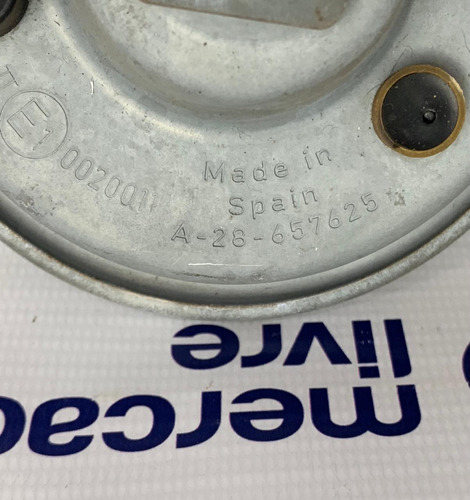 T
E1
002001
Made in
Spain
A-28-657625
livre
mercad